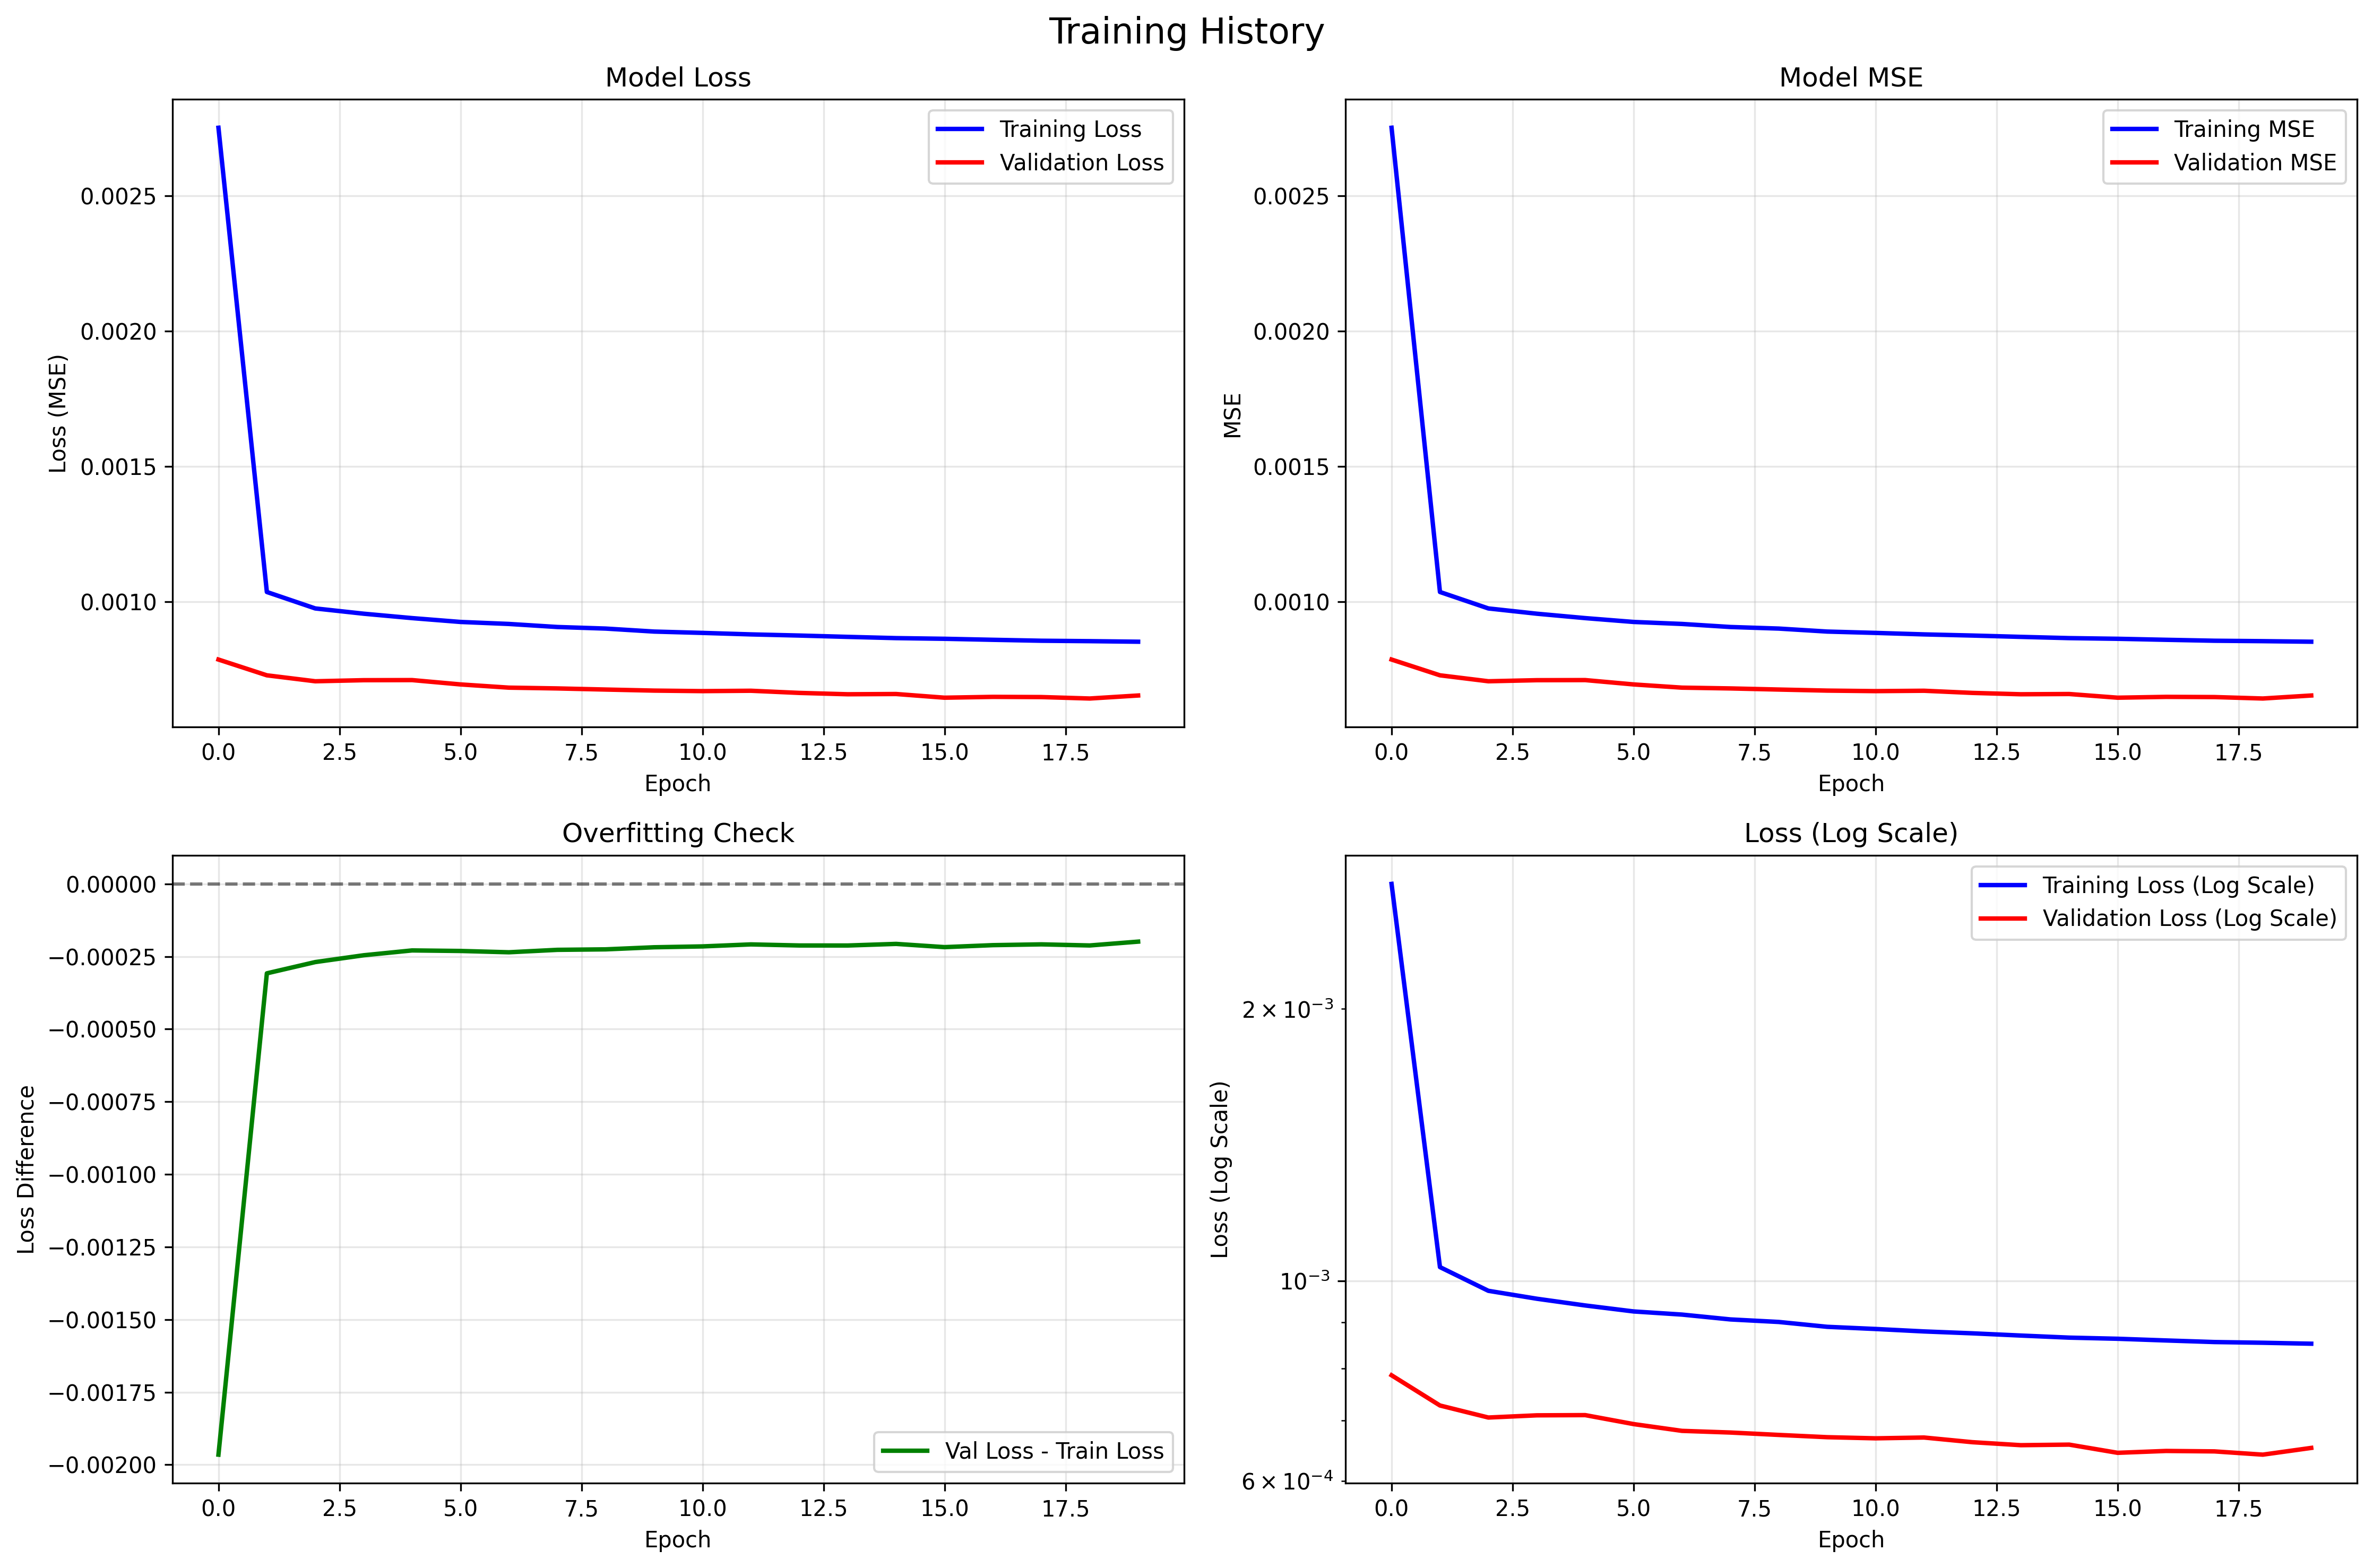 Training History
Model Loss
Training Loss
Validation Loss
0.0025
0.0020
0.0015
0.0010
Loss (MSE)
0.0 2.5 5.0 7.5 10.0 12.5 15.0 17.5
Epoch
Model MSE
Training MSE
Validation MSE
0.0025
0.0020
0.0015
0.0010
MSE
0.0 2.5 5.0 7.5 10.0 12.5 15.0 17.5
Epoch
Overfitting Check
0.00000
−0.00025
−0.00050
−0.00075
−0.00100
−0.00125
−0.00150
−0.00175
−0.00200
Loss Difference
Val Loss - Train Loss
0.0 2.5 5.0 7.5 10.0 12.5 15.0 17.5
Epoch
Loss (Log Scale)
Training Loss (Log Scale)
Validation Loss (Log Scale)
2 × 10⁻³
10⁻³
6 × 10⁻⁴
Loss (Log Scale)
0.0 2.5 5.0 7.5 10.0 12.5 15.0 17.5
Epoch